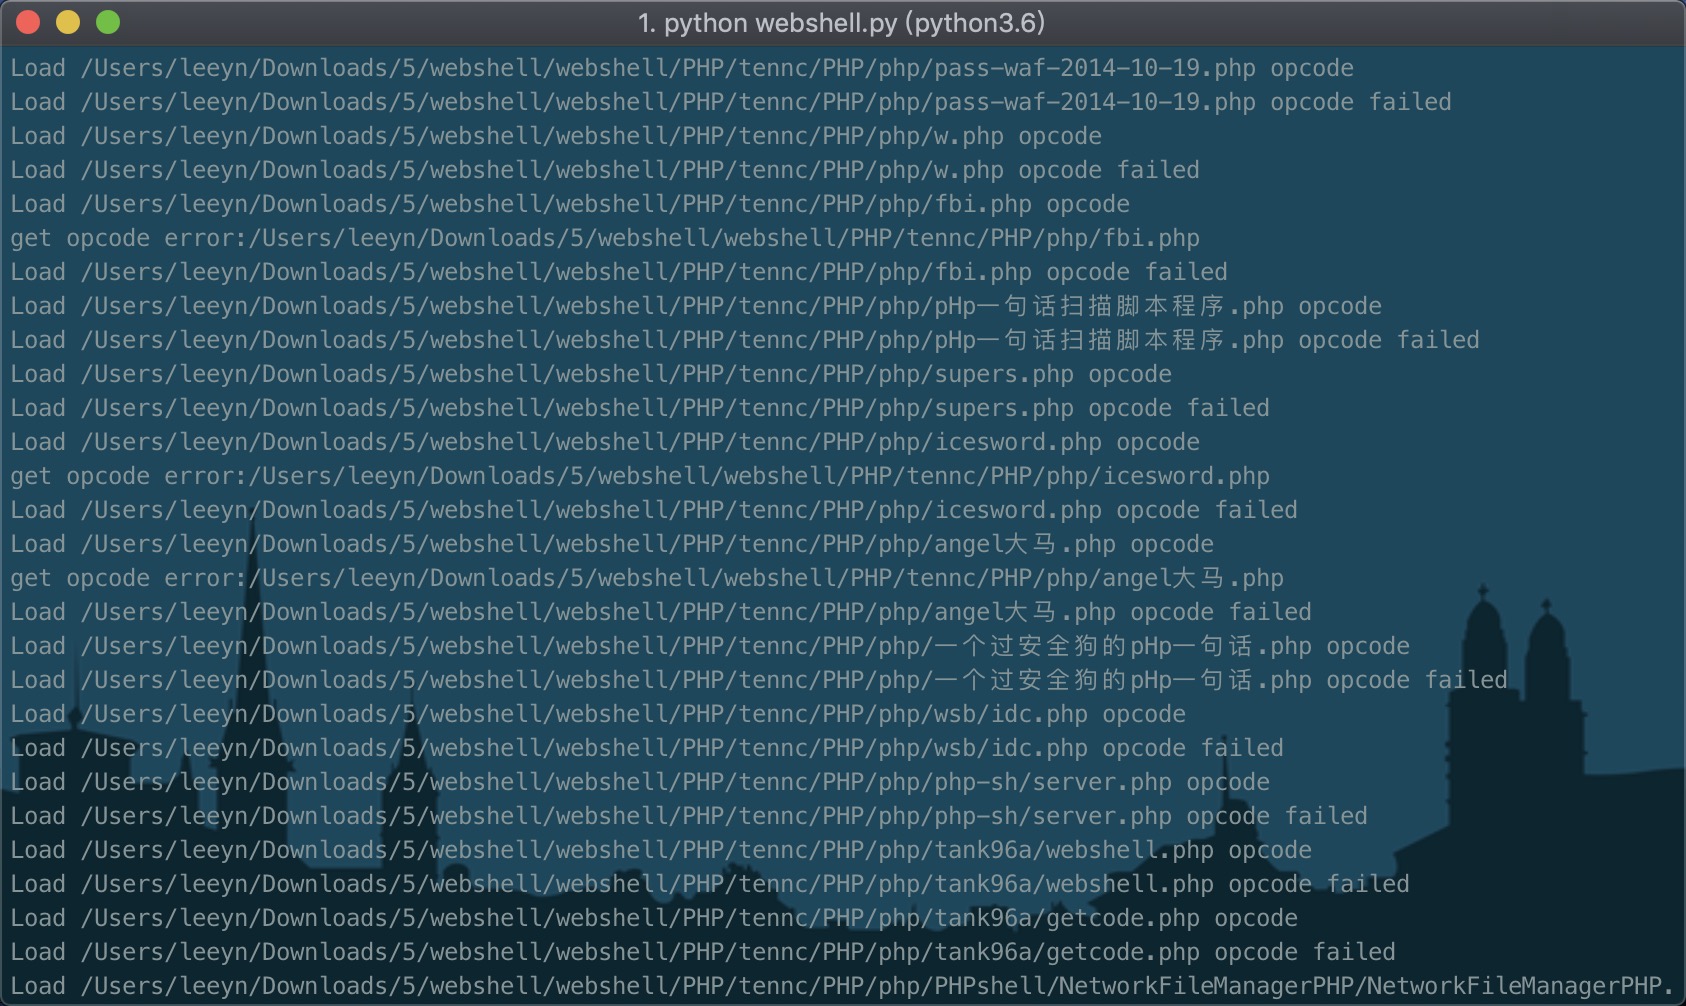 1. python webshell.py (python3.6)
Load /Users/leeyn/Downloads/5/webshell/webshell/PHP/tennc/PHP/php/pass-waf-2014-10-19.php opcode
Load /Users/leeyn/Downloads/5/webshell/webshell/PHP/tennc/PHP/php/pass-waf-2014-10-19.php opcode failed
Load /Users/leeyn/Downloads/5/webshell/webshell/PHP/tennc/PHP/php/w.php opcode
Load /Users/leeyn/Downloads/5/webshell/webshell/PHP/tennc/PHP/php/w.php opcode failed
Load /Users/leeyn/Downloads/5/webshell/webshell/PHP/tennc/PHP/php/fbi.php opcode
get opcode error:/Users/leeyn/Downloads/5/webshell/webshell/PHP/tennc/PHP/php/fbi.php
Load /Users/leeyn/Downloads/5/webshell/webshell/PHP/tennc/PHP/php/fbi.php opcode failed
Load /Users/leeyn/Downloads/5/webshell/webshell/PHP/tennc/PHP/php/pHp一句话扫描脚本程序.php opcode
Load /Users/leeyn/Downloads/5/webshell/webshell/PHP/tennc/PHP/php/pHp一句话扫描脚本程序.php opcode failed
Load /Users/leeyn/Downloads/5/webshell/webshell/PHP/tennc/PHP/php/supers.php opcode
Load /Users/leeyn/Downloads/5/webshell/webshell/PHP/tennc/PHP/php/supers.php opcode failed
Load /Users/leeyn/Downloads/5/webshell/webshell/PHP/tennc/PHP/php/icesword.php opcode
get opcode error:/Users/leeyn/Downloads/5/webshell/webshell/PHP/tennc/PHP/php/icesword.php
Load /Users/leeyn/Downloads/5/webshell/webshell/PHP/tennc/PHP/php/icesword.php opcode failed
Load /Users/leeyn/Downloads/5/webshell/webshell/PHP/tennc/PHP/php/angel大马.php opcode
get opcode error:/Users/leeyn/Downloads/5/webshell/webshell/PHP/tennc/PHP/php/angel大马.php
Load /Users/leeyn/Downloads/5/webshell/webshell/PHP/tennc/PHP/php/angel大马.php opcode failed
Load /Users/leeyn/Downloads/5/webshell/webshell/PHP/tennc/PHP/php/一个过安全狗的pHp一句话.php opcode
Load /Users/leeyn/Downloads/5/webshell/webshell/PHP/tennc/PHP/php/一个过安全狗的pHp一句话.php opcode failed
Load /Users/leeyn/Downloads/5/webshell/webshell/PHP/tennc/PHP/php/wsb/idc.php opcode
Load /Users/leeyn/Downloads/5/webshell/webshell/PHP/tennc/PHP/php/wsb/idc.php opcode failed
Load /Users/leeyn/Downloads/5/webshell/webshell/PHP/tennc/PHP/php/php-sh/server.php opcode
Load /Users/leeyn/Downloads/5/webshell/webshell/PHP/tennc/PHP/php/php-sh/server.php opcode failed
Load /Users/leeyn/Downloads/5/webshell/webshell/PHP/tennc/PHP/php/tank96a/webshell.php opcode
Load /Users/leeyn/Downloads/5/webshell/webshell/PHP/tennc/PHP/php/tank96a/webshell.php opcode failed
Load /Users/leeyn/Downloads/5/webshell/webshell/PHP/tennc/PHP/php/tank96a/getcode.php opcode
Load /Users/leeyn/Downloads/5/webshell/webshell/PHP/tennc/PHP/php/tank96a/getcode.php opcode failed
Load /Users/leeyn/Downloads/5/webshell/webshell/PHP/tennc/PHP/php/PHPshell/NetworkFileManagerPHP/NetworkFileManagerPHP.